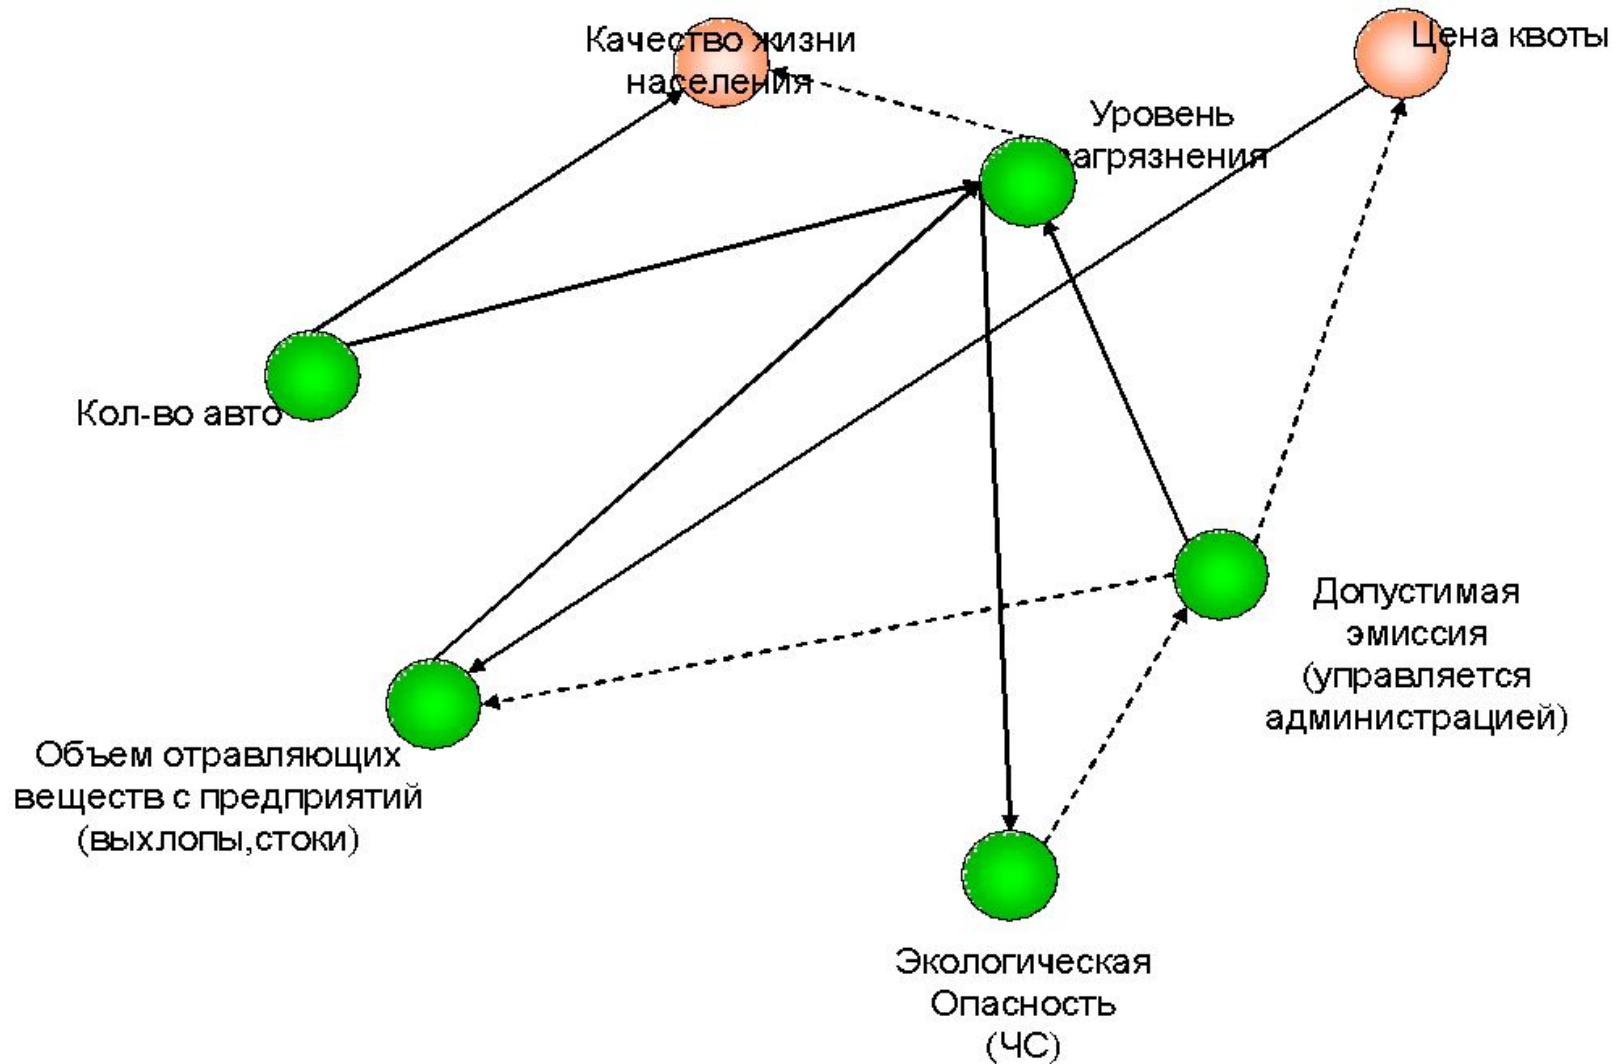 Качество жизни
населения
Цена квоты
Уровень
загрязнения
Кол-во авто
Допустимая
эмиссия
(управляется
администрацией)
Объем отравляющих
веществ с предприятий
(выхлопы,стоки)
Экологическая
Опасность
(ЧС)